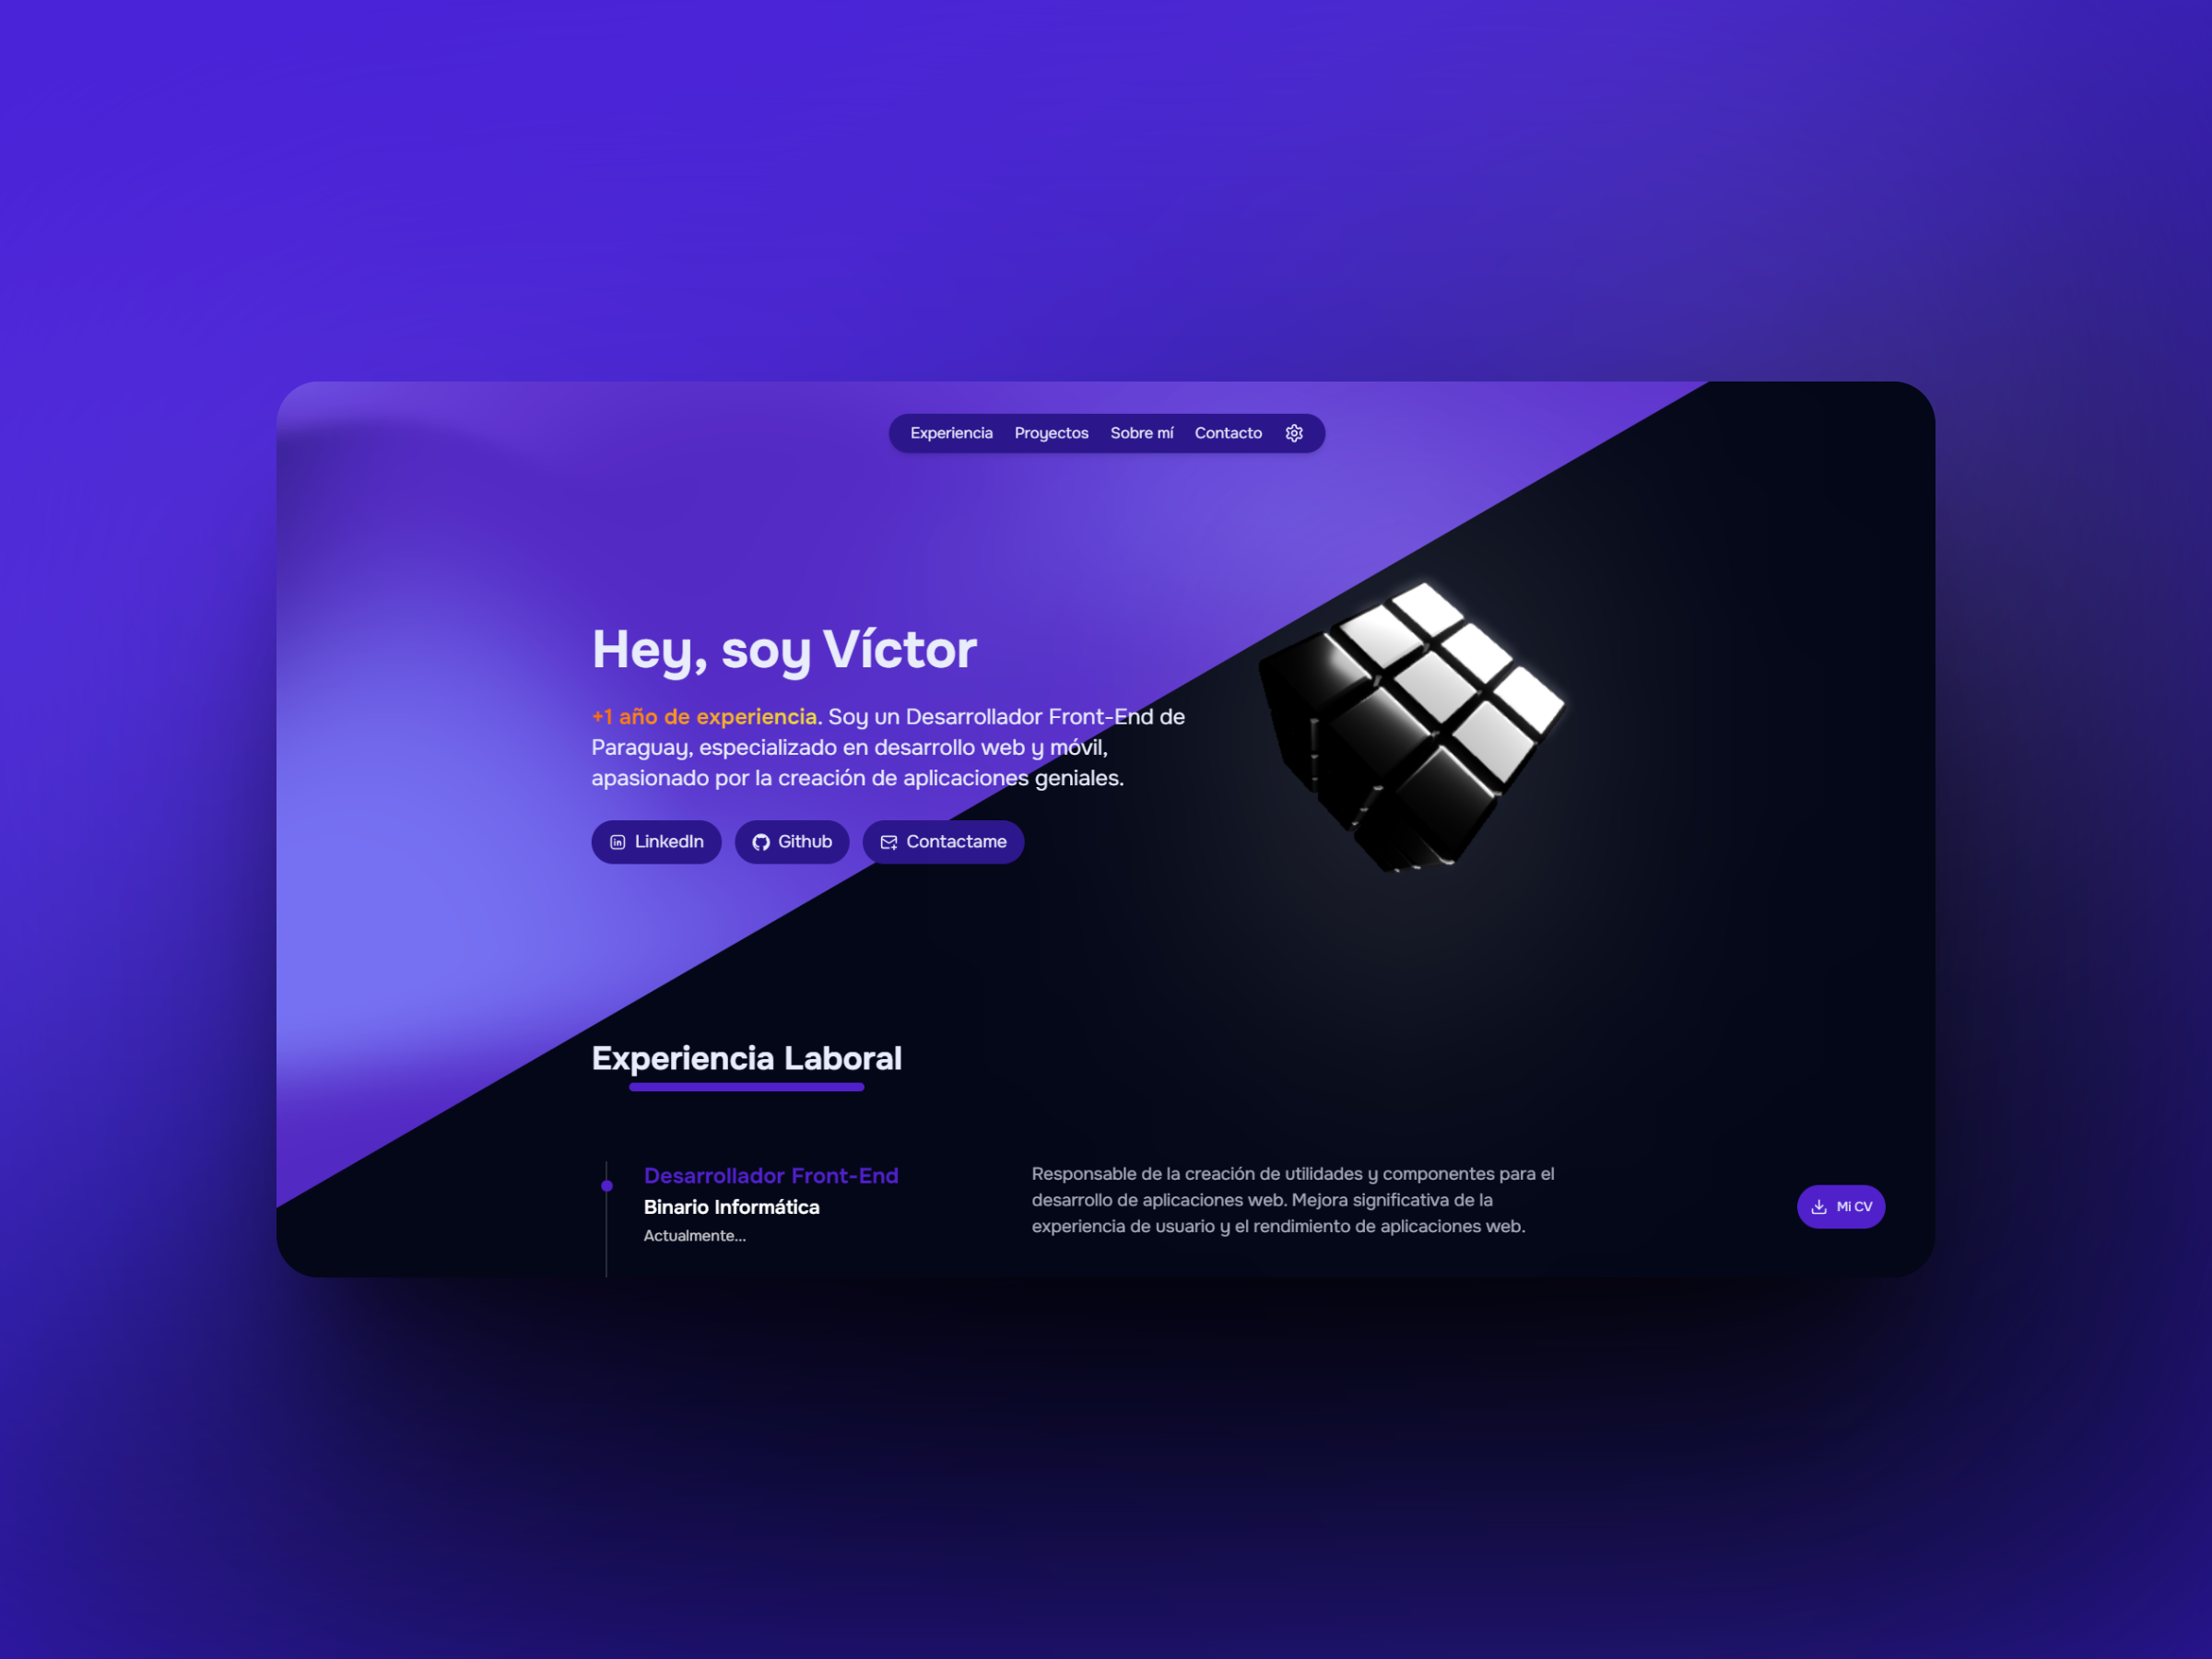 Experiencia Proyectos Sobre mí Contacto
Hey, soy Víctor
+1 año de experiencia. Soy un Desarrollador Front-End de
Paraguay, especializado en desarrollo web y móvil,
apasionado por la creación de aplicaciones geniales.
LinkedIn Github Contactame
Experiencia Laboral
Desarrollador Front-End
Binario Informática
Actualmente...
Responsable de la creación de utilidades y componentes para el
desarrollo de aplicaciones web. Mejora significativa de la
experiencia de usuario y el rendimiento de aplicaciones web.
Mi CV